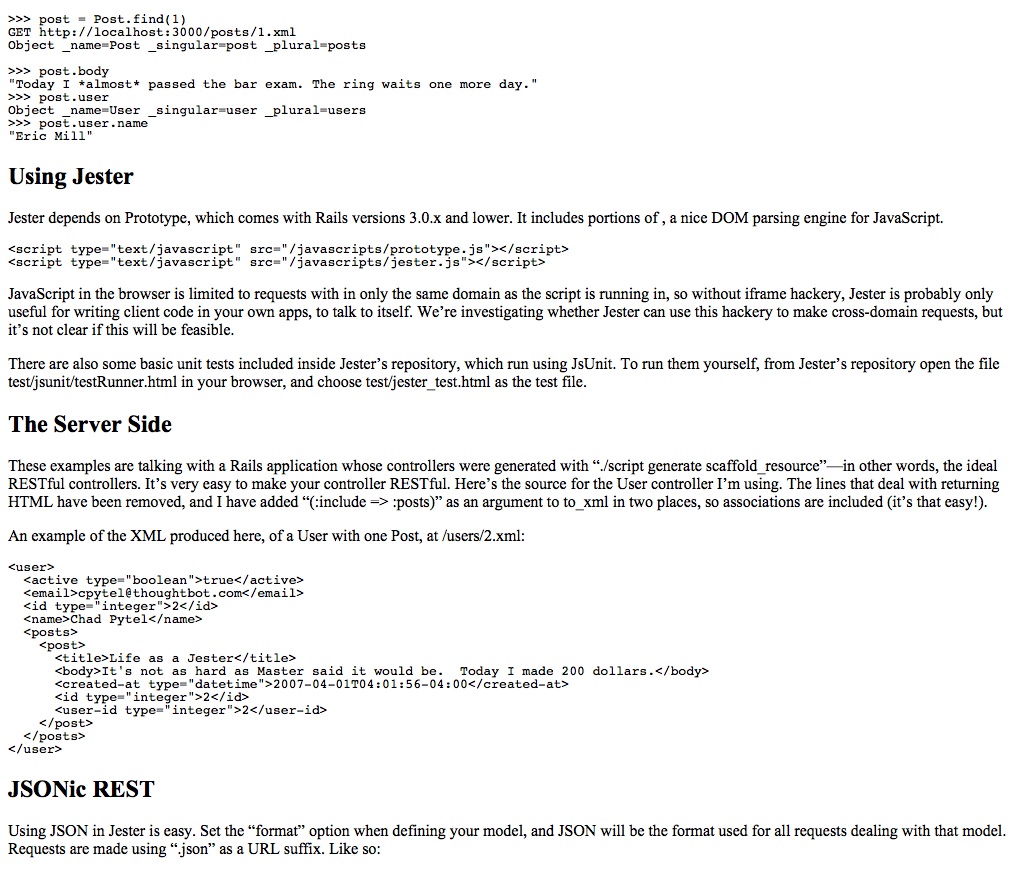 >>> post = Post.find(1)
GET http://localhost:3000/posts/1.xml
Object _name=Post _singular=post _plural=posts
>>> post.body
"Today I *almost* passed the bar exam. The ring waits one more day."
>>> post.user
Object _name=User _singular=user _plural=users
>>> post.user.name
"Eric Mill"
Using Jester
Jester depends on Prototype, which comes with Rails versions 3.0.x and lower. It includes portions of , a nice DOM parsing engine for JavaScript.
<script type="text/javascript" src="/javascripts/prototype.js"></script>
<script type="text/javascript" src="/javascripts/jester.js"></script>
JavaScript in the browser is limited to requests with in only the same domain as the script is running in, so without iframe hackery, Jester is probably only
useful for writing client code in your own apps, to talk to itself. We’re investigating whether Jester can use this hackery to make cross-domain requests, but
it’s not clear if this will be feasible.
There are also some basic unit tests included inside Jester’s repository, which run using JsUnit. To run them yourself, from Jester’s repository open the file
test/jsunit/testRunner.html in your browser, and choose test/jester_test.html as the test file.
The Server Side
These examples are talking with a Rails application whose controllers were generated with “./script generate scaffold_resource”—in other words, the ideal
RESTful controllers. It’s very easy to make your controller RESTful. Here’s the source for the User controller I’m using. The lines that deal with returning
HTML have been removed, and I have added “(:include => :posts)” as an argument to to_xml in two places, so associations are included (it’s that easy!).
An example of the XML produced here, of a User with one Post, at /users/2.xml:
<user>
  <active type="boolean">true</active>
  <email>cpytel@thoughtbot.com</email>
  <id type="integer">2</id>
  <name>Chad Pytel</name>
  <posts>
    <post>
      <title>Life as a Jester</title>
      <body>It's not as hard as Master said it would be.  Today I made 200 dollars.</body>
      <created-at type="datetime">2007-04-01T04:01:56-04:00</created-at>
      <id type="integer">2</id>
      <user-id type="integer">2</user-id>
    </post>
  </posts>
</user>
JSONic REST
Using JSON in Jester is easy. Set the “format” option when defining your model, and JSON will be the format used for all requests dealing with that model.
Requests are made using “.json” as a URL suffix. Like so: